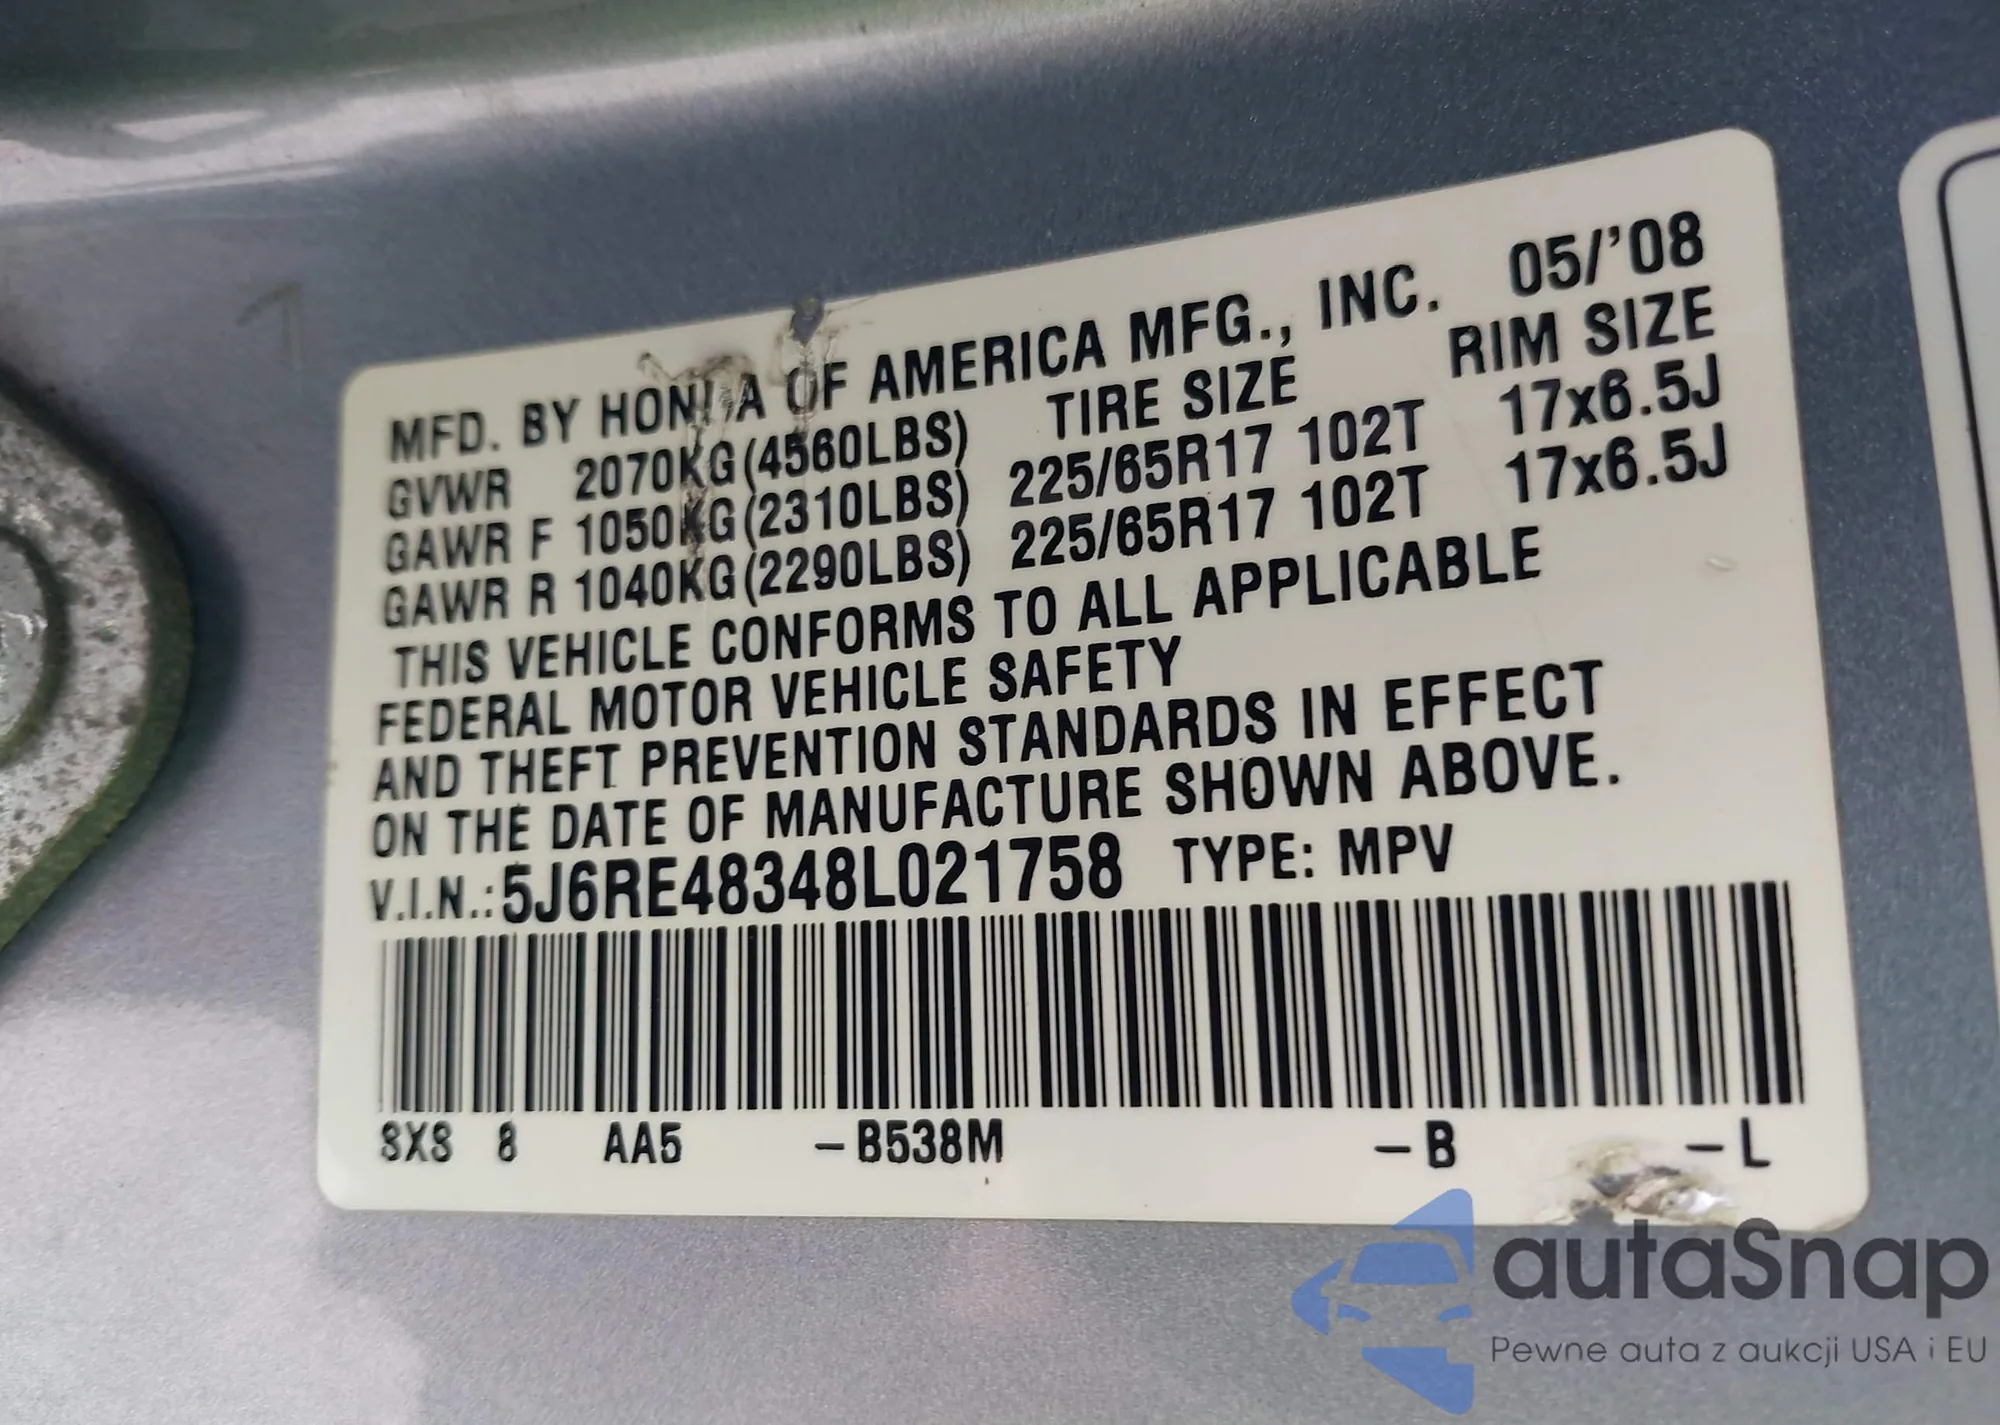 MFD. BY HONDA OF AMERICA MFG., INC. 05/'08
GVWR 2070KG(4560LBS) TIRE SIZE RIM SIZE
GAWR F 1050KG(2310LBS) 225/65R17 102T 17x6.5J
GAWR R 1040KG(2290LBS) 225/65R17 102T 17x6.5J
THIS VEHICLE CONFORMS TO ALL APPLICABLE
FEDERAL MOTOR VEHICLE SAFETY
AND THEFT PREVENTION STANDARDS IN EFFECT
ON THE DATE OF MANUFACTURE SHOWN ABOVE.
V.I.N.: 5J6RE48348L021758 TYPE: MPV
SXS 8 AA5 –B538M –B –L
autaSnap
Pewne auta z aukcji USA i EU